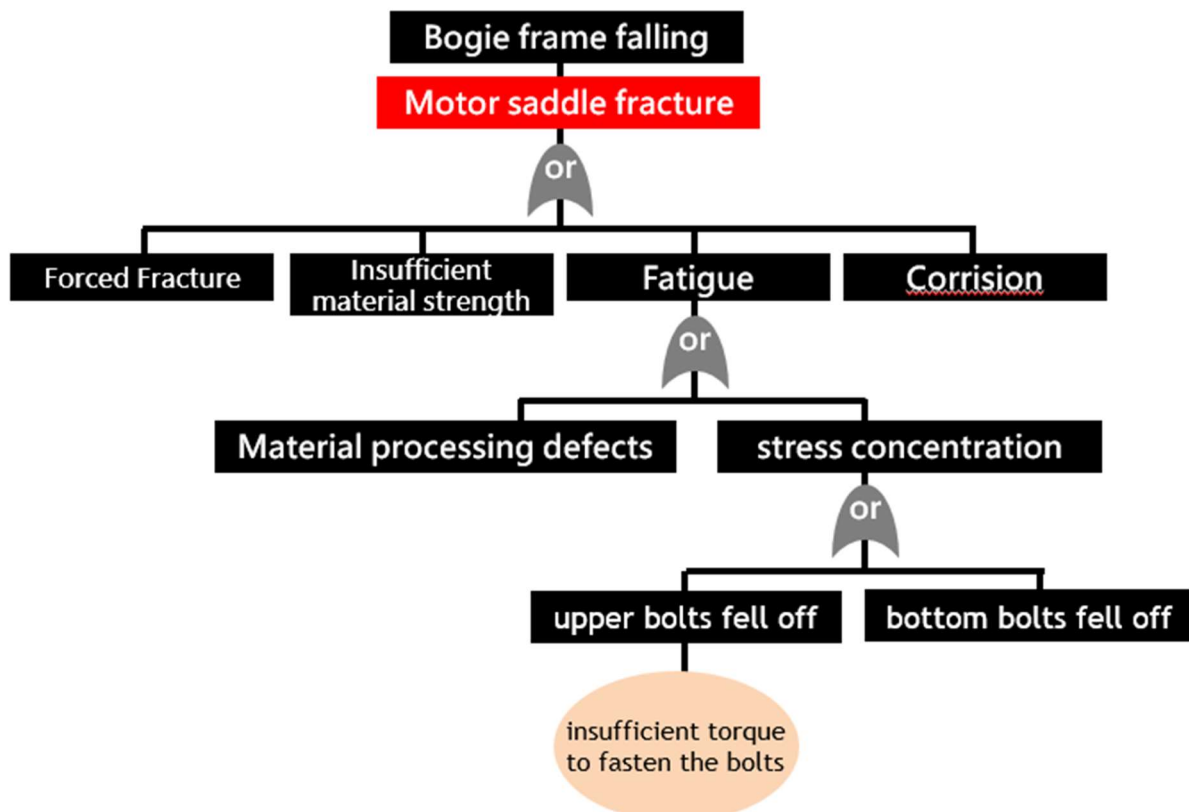 Bogie frame falling
Motor saddle fracture
or
Forced Fracture
Insufficient
material strength
Fatigue
Corrision
or
Material processing defects
stress concentration
or
upper bolts fell off
bottom bolts fell off
insufficient torque
to fasten the bolts